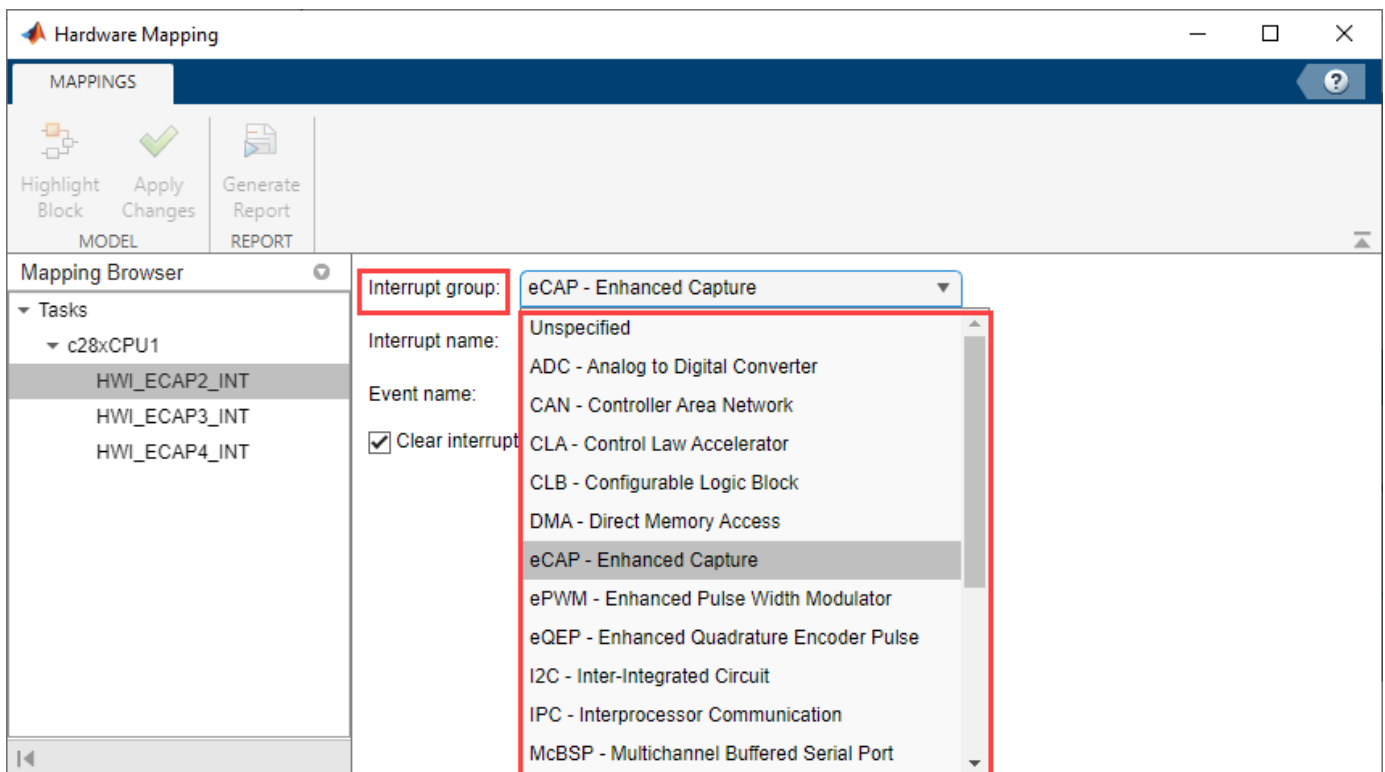 Hardware Mapping
MAPPINGS
?
Highlight Block
Apply Changes
Generate Report
MODEL
REPORT
Mapping Browser
Tasks
c28xCPU1
HWI_ECAP2_INT
HWI_ECAP3_INT
HWI_ECAP4_INT
Interrupt group:
eCAP - Enhanced Capture
Interrupt name:
Event name:
Clear interrupt
Unspecified
ADC - Analog to Digital Converter
CAN - Controller Area Network
CLA - Control Law Accelerator
CLB - Configurable Logic Block
DMA - Direct Memory Access
eCAP - Enhanced Capture
ePWM - Enhanced Pulse Width Modulator
eQEP - Enhanced Quadrature Encoder Pulse
I2C - Inter-Integrated Circuit
IPC - Interprocessor Communication
McBSP - Multichannel Buffered Serial Port